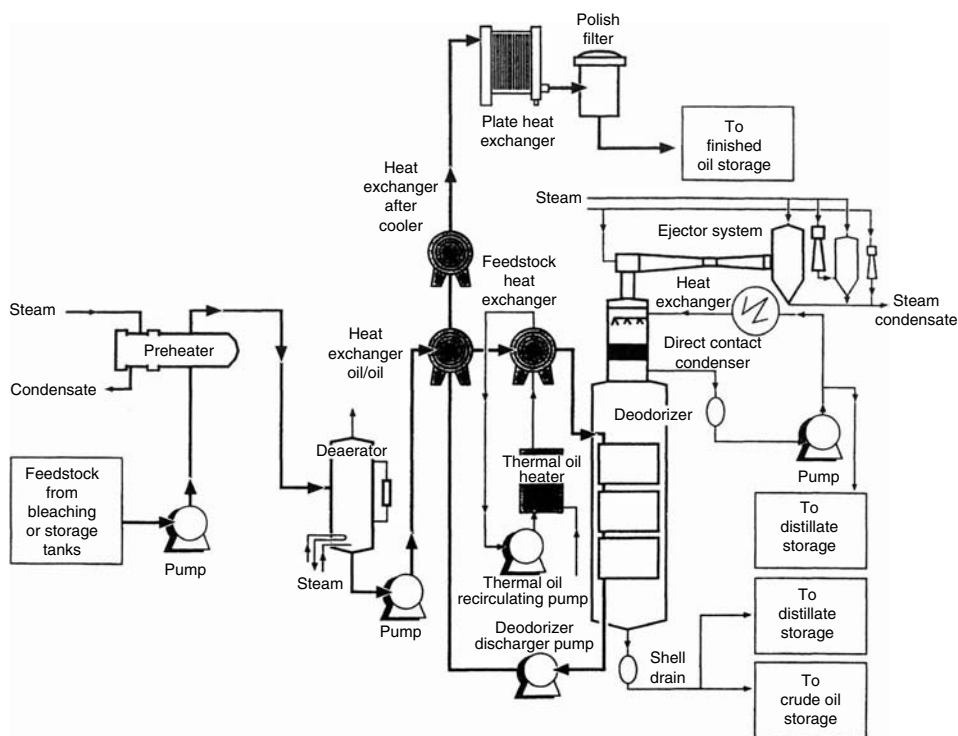 Polish
filter
Plate heat
exchanger
To
finished
oil storage
Heat
exchanger
after
cooler
Steam
Ejector system
Feedstock
heat
exchanger
Heat
exchanger
Steam
condensate
Steam
Preheater
Heat
exchanger
oil/oil
Direct contact
condenser
Condensate
Deodorizer
Deaerator
Thermal oil
heater
Pump
Feedstock
from
bleaching
or storage
tanks
To
distillate
storage
Pump
Steam
Thermal oil
recirculating pump
To
distillate
storage
Pump
Deodorizer
discharger pump
Shell
drain
To
crude oil
storage